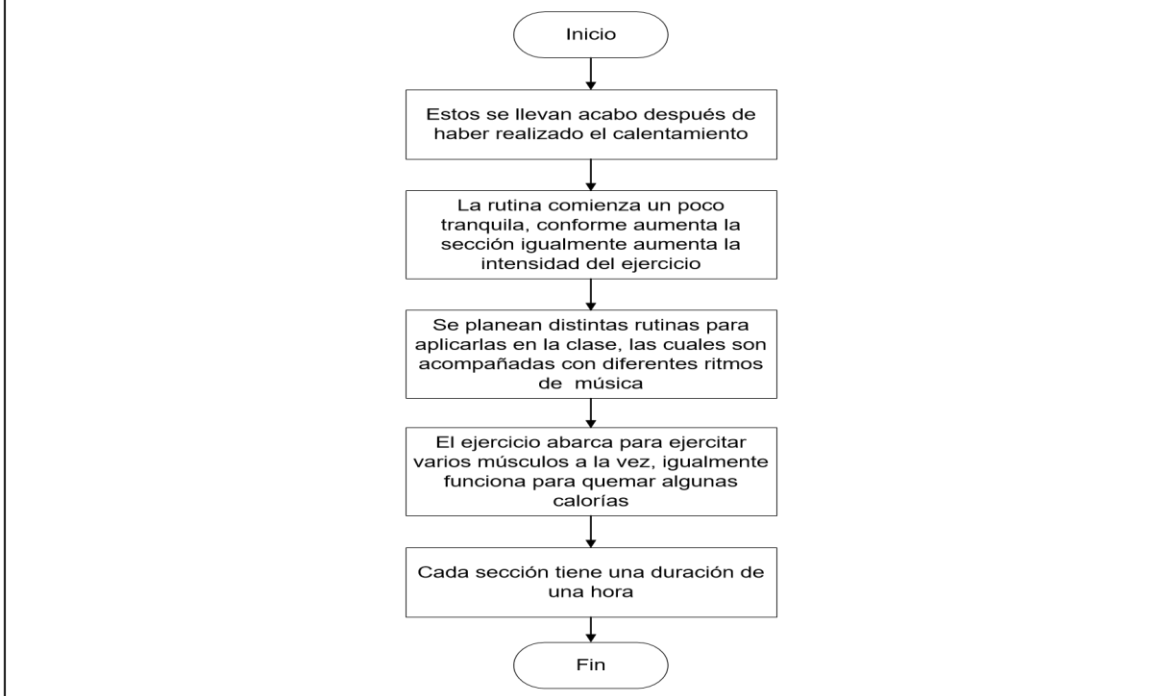 Inicio
Estos se llevan acabo después de
haber realizado el calentamiento
La rutina comienza un poco
tranquila, conforme aumenta la
sección igualmente aumenta la
intensidad del ejercicio
Se planean distintas rutinas para
aplicarlas en la clase, las cuales son
acompañadas con diferentes ritmos
de música
El ejercicio abarca para ejercitar
varios músculos a la vez, igualmente
funciona para quemar algunas
calorías
Cada sección tiene una duración de
una hora
Fin